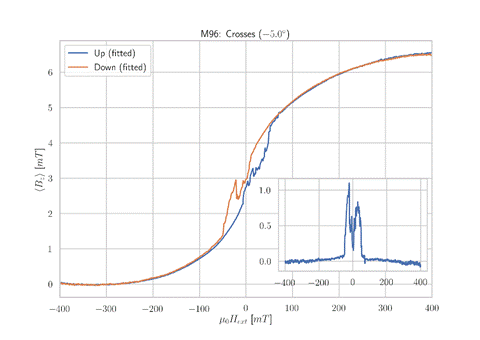 M96: Crosses (−5.0°)
Up (fitted)
Down (fitted)
6
5
4
3
2
1
0
⟨B_z⟩ [mT]
1.0
0.5
0.0
−400 −200 0 200 400
−400 −300 −200 −100 0 100 200 300 400
μ₀H_ext [mT]